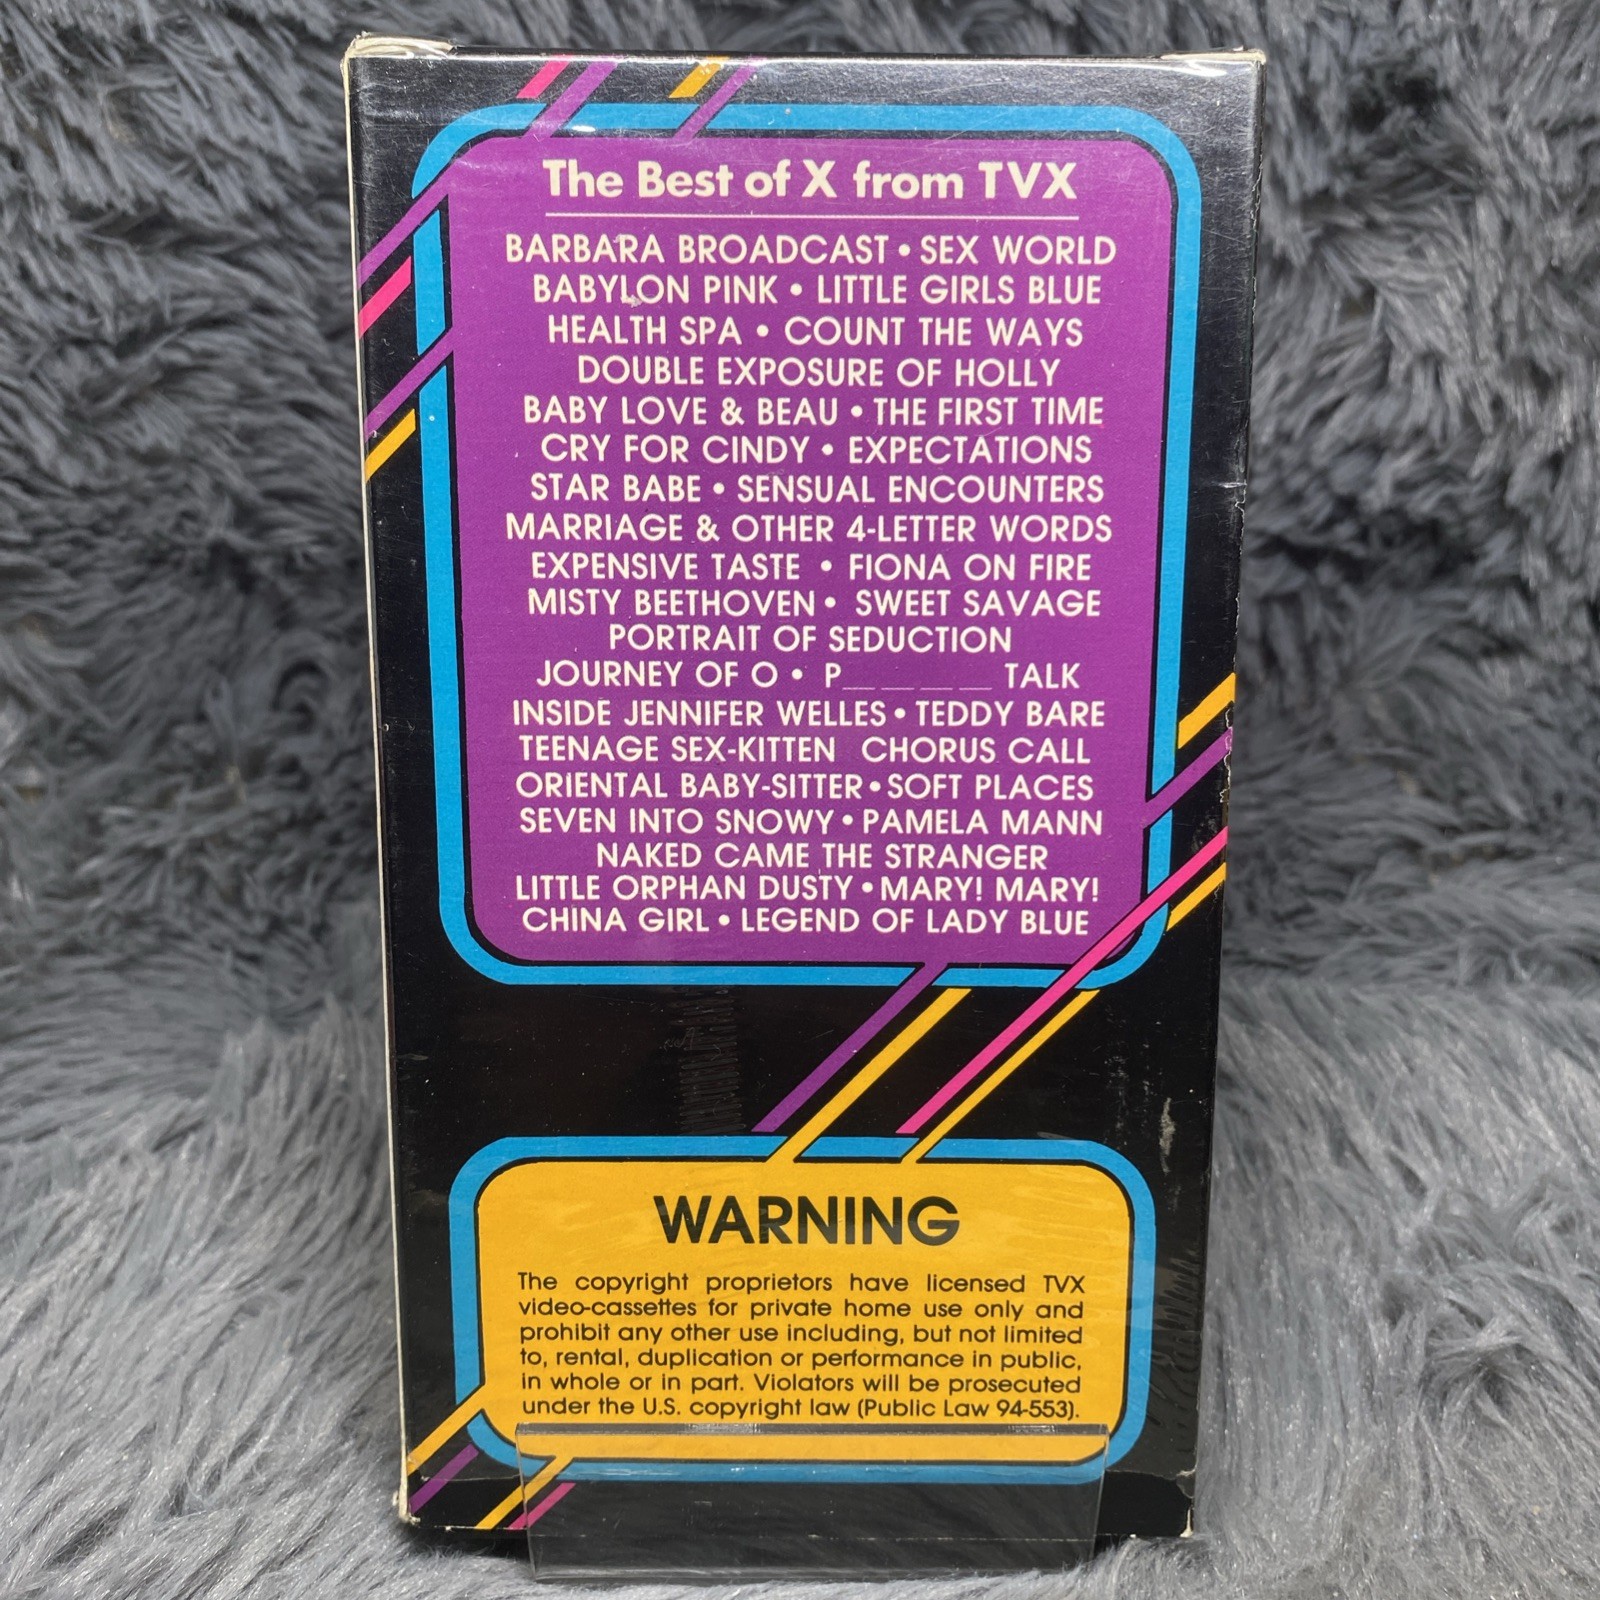 The Best of X from TVX
BARBARA BROADCAST • SEX WORLD
BABYLON PINK • LITTLE GIRLS BLUE
HEALTH SPA • COUNT THE WAYS
DOUBLE EXPOSURE OF HOLLY
BABY LOVE & BEAU • THE FIRST TIME
CRY FOR CINDY • EXPECTATIONS
STAR BABE • SENSUAL ENCOUNTERS
MARRIAGE & OTHER 4-LETTER WORDS
EXPENSIVE TASTE • FIONA ON FIRE
MISTY BEETHOVEN • SWEET SAVAGE
PORTRAIT OF SEDUCTION
JOURNEY OF O • P__ __ __ __ TALK
INSIDE JENNIFER WELLES • TEDDY BARE
TEENAGE SEX-KITTEN CHORUS CALL
ORIENTAL BABY-SITTER • SOFT PLACES
SEVEN INTO SNOWY • PAMELA MANN
NAKED CAME THE STRANGER
LITTLE ORPHAN DUSTY • MARY! MARY!
CHINA GIRL • LEGEND OF LADY BLUE
WARNING
The copyright proprietors have licensed TVX
video-cassettes for private home use only and
prohibit any other use including, but not limited
to, rental, duplication or performance in public,
in whole or in part. Violators will be prosecuted
under the U.S. copyright law (Public Law 94-553).